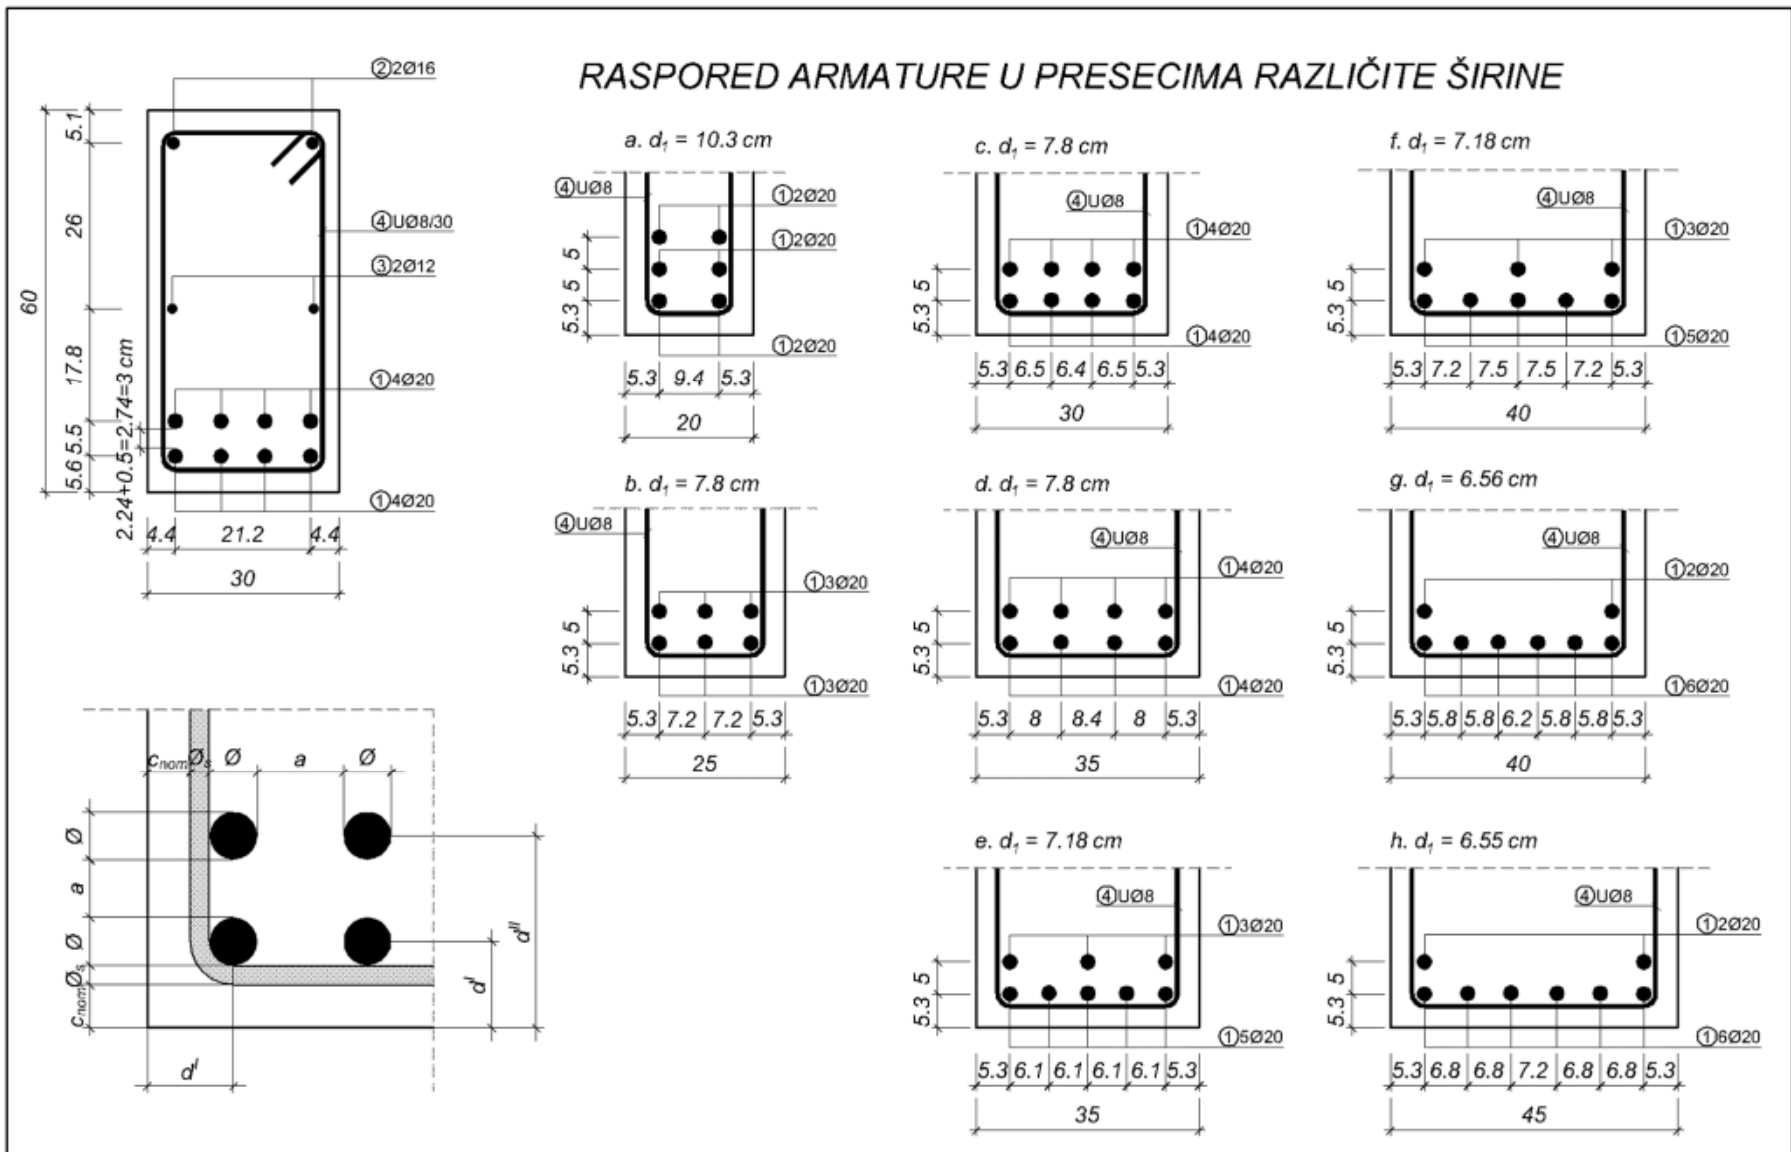 RASPORED ARMATURE U PRESECIMA RAZLIČITE ŠIRINE
②2Ø16
5.1
26
④UØ8/30
③2Ø12
60
17.8
2.24+0.5=2.74=3 cm
①4Ø20
5.5
5.6
①4Ø20
4.4 21.2 4.4
30
c_nom Ø_s Ø a Ø
Ø
a
Ø
Ø_s
c_nom
d^I
d^II
d^I
a. d₁ = 10.3 cm
④UØ8
①2Ø20
①2Ø20
5
5
5.3
①2Ø20
5.3 9.4 5.3
20
b. d₁ = 7.8 cm
④UØ8
①3Ø20
5
5.3
①3Ø20
5.3 7.2 7.2 5.3
25
c. d₁ = 7.8 cm
④UØ8
①4Ø20
5
5.3
①4Ø20
5.3 6.5 6.4 6.5 5.3
30
d. d₁ = 7.8 cm
④UØ8
①4Ø20
5
5.3
①4Ø20
5.3 8 8.4 8 5.3
35
e. d₁ = 7.18 cm
④UØ8
①3Ø20
5
5.3
①5Ø20
5.3 6.1 6.1 6.1 6.1 5.3
35
f. d₁ = 7.18 cm
④UØ8
①3Ø20
5
5.3
①5Ø20
5.3 7.2 7.5 7.5 7.2 5.3
40
g. d₁ = 6.56 cm
④UØ8
①2Ø20
5
5.3
①6Ø20
5.3 5.8 5.8 6.2 5.8 5.8 5.3
40
h. d₁ = 6.55 cm
④UØ8
①2Ø20
5
5.3
①6Ø20
5.3 6.8 6.8 7.2 6.8 6.8 5.3
45